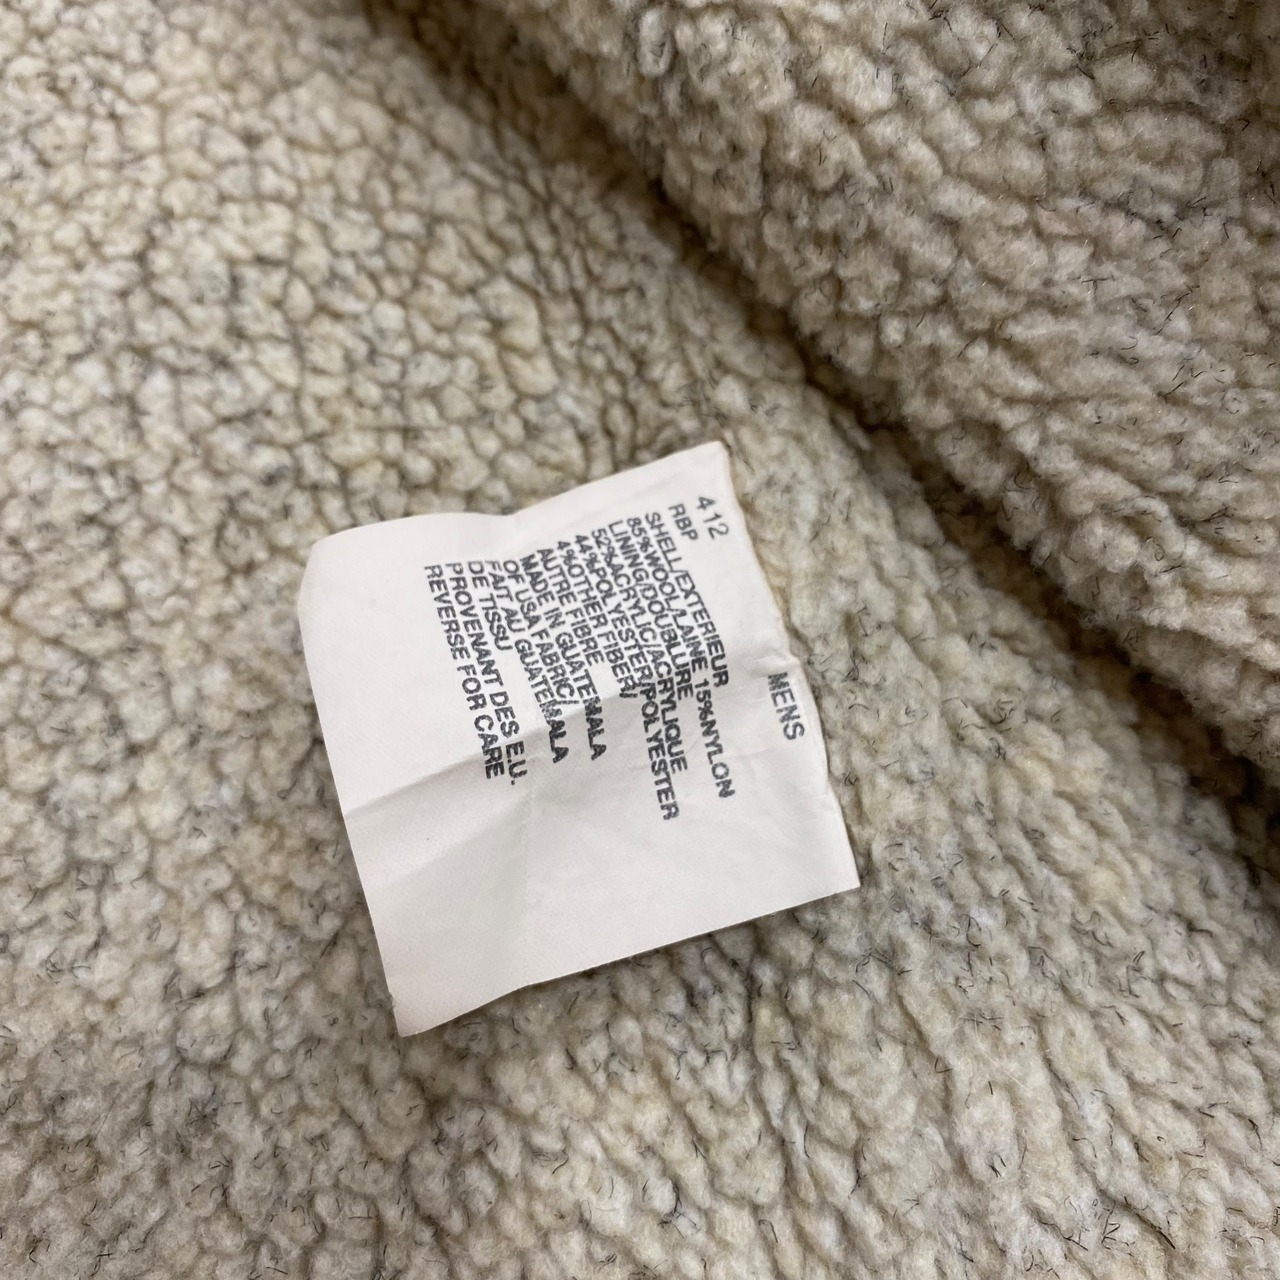 412
RBP
MENS
SHELL/EXTERIEUR
85%WOOL/LAINE 15%NYLON
LINING/DOUBLURE
52%ACRYLIC/ACRYLIQUE
44%POLYESTER/POLYESTER
4%OTHER FIBER/
AUTRE FIBRE
MADE IN GUATEMALA
OF USA FABRIC/
FAIT AU GUATEMALA
DE TISSU
PROVENANT DES E.U.
REVERSE FOR CARE